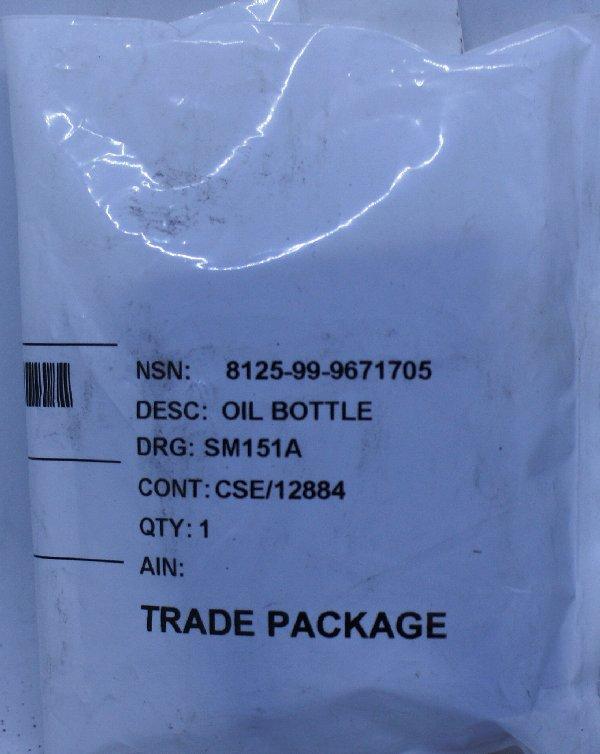 NSN: 8125-99-9671705
DESC: OIL BOTTLE
DRG: SM151A
CONT: CSE/12884
QTY: 1
AIN:
TRADE PACKAGE